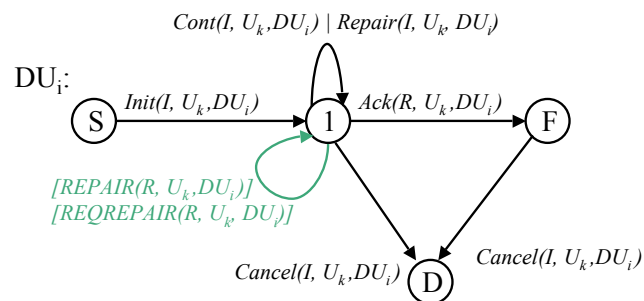 Cont(I, U_k,DU_i) | Repair(I, U_k, DU_i)
DU_i:
Init(I, U_k,DU_i)
Ack(R, U_k,DU_i)
S
1
F
[REPAIR(R, U_k,DU_i)]
[REQREPAIR(R, U_k, DU_i)]
Cancel(I, U_k,DU_i)
Cancel(I, U_k,DU_i)
D